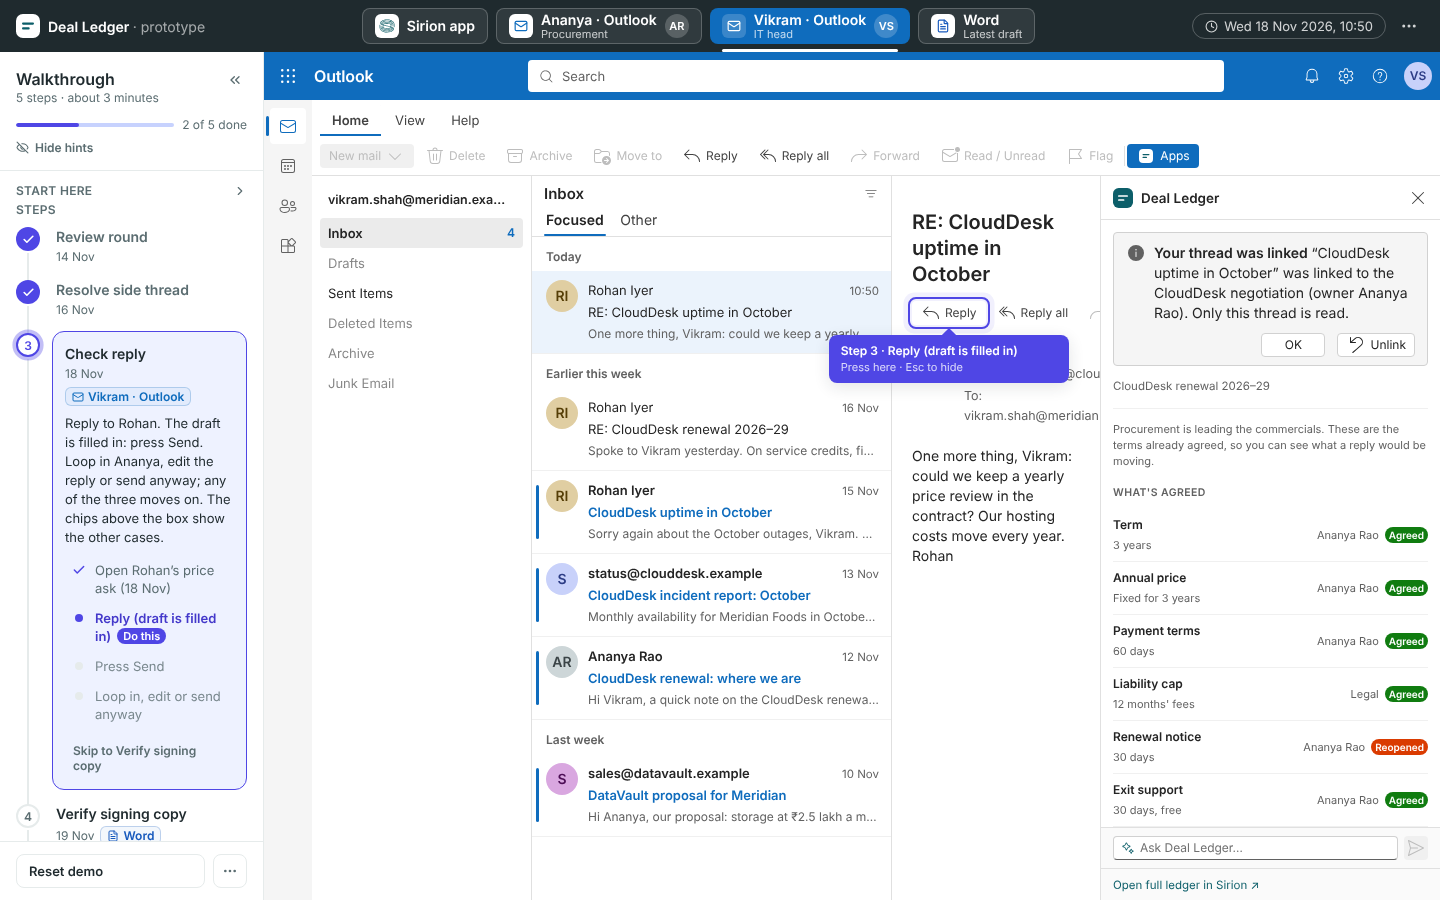 Deal Ledger · prototype
Sirion app
Ananya · Outlook
Procurement
AR
Vikram · Outlook
IT head
VS
Word
Latest draft
Wed 18 Nov 2026, 10:50
Walkthrough
5 steps · about 3 minutes
2 of 5 done
Hide hints
START HERE
STEPS
Review round
14 Nov
Resolve side thread
16 Nov
3
Check reply
18 Nov
Vikram · Outlook
Reply to Rohan. The draft
is filled in: press Send.
Loop in Ananya, edit the
reply or send anyway; any
of the three moves on. The
chips above the box show
the other cases.
Open Rohan's price
ask (18 Nov)
Reply (draft is filled
in) Do this
Press Send
Loop in, edit or send
anyway
Skip to Verify signing
copy
4
Verify signing copy
19 Nov Word
Reset demo
Outlook
Search
VS
Home View Help
New mail Delete Archive Move to Reply Reply all Forward Read / Unread Flag Apps
vikram.shah@meridian.exa...
Inbox 4
Drafts
Sent Items
Deleted Items
Archive
Junk Email
Inbox
Focused Other
Today
RI
Rohan Iyer 10:50
RE: CloudDesk uptime in October
One more thing, Vikram: could we keep a yearly
Earlier this week
RI
Rohan Iyer 16 Nov
RE: CloudDesk renewal 2026–29
Spoke to Vikram yesterday. On service credits, fi...
RI
Rohan Iyer 15 Nov
CloudDesk uptime in October
Sorry again about the October outages, Vikram. ...
S
status@clouddesk.example 13 Nov
CloudDesk incident report: October
Monthly availability for Meridian Foods in Octobe...
AR
Ananya Rao 12 Nov
CloudDesk renewal: where we are
Hi Vikram, a quick note on the CloudDesk renewa...
Last week
S
sales@datavault.example 10 Nov
DataVault proposal for Meridian
Hi Ananya, our proposal: storage at ₹2.5 lakh a m...
RE: CloudDesk
uptime in
October
Reply Reply all
Step 3 · Reply (draft is filled in)
Press here · Esc to hide
@clou
To:
vikram.shah@meridian
One more thing, Vikram:
could we keep a yearly
price review in the
contract? Our hosting
costs move every year.
Rohan
Deal Ledger
Your thread was linked “CloudDesk
uptime in October” was linked to the
CloudDesk negotiation (owner Ananya
Rao). Only this thread is read.
OK Unlink
CloudDesk renewal 2026–29
Procurement is leading the commercials. These are the
terms already agreed, so you can see what a reply would be
moving.
WHAT'S AGREED
Term
3 years
Ananya Rao Agreed
Annual price
Fixed for 3 years
Ananya Rao Agreed
Payment terms
60 days
Ananya Rao Agreed
Liability cap
12 months' fees
Legal Agreed
Renewal notice
30 days
Ananya Rao Reopened
Exit support
30 days, free
Ananya Rao Agreed
Ask Deal Ledger...
Open full ledger in Sirion ↗